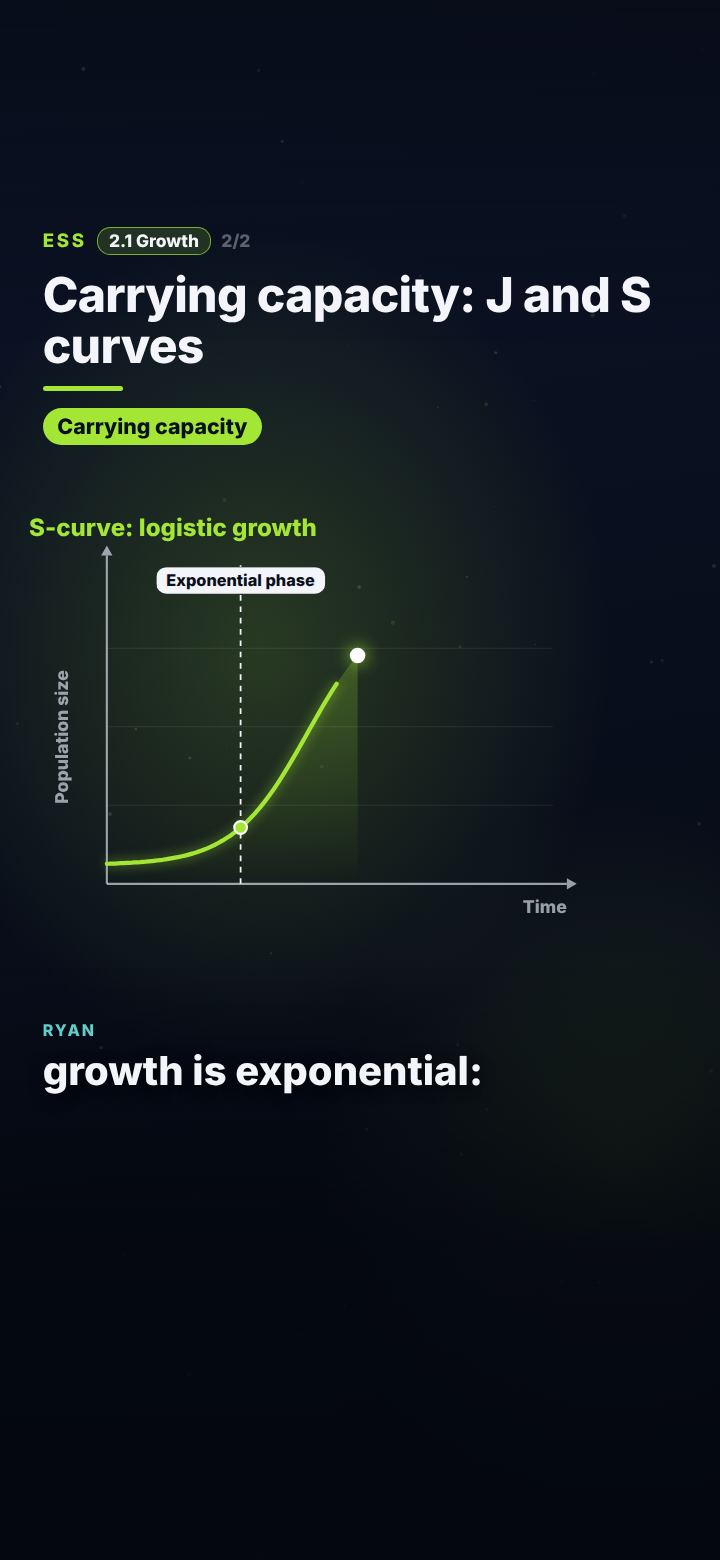 ESS 2.1 Growth 2/2
Carrying capacity: J and S
curves
Carrying capacity
S-curve: logistic growth
Exponential phase
Population size
Time
RYAN
growth is exponential: